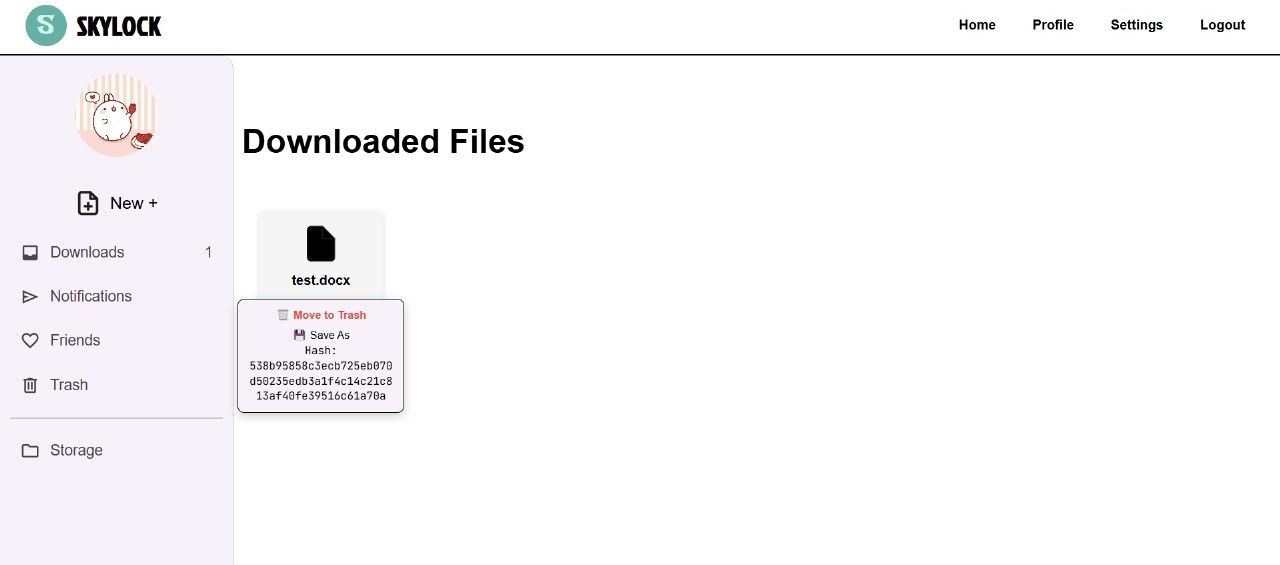 S SKYLOCK
Home Profile Settings Logout
New +
Downloads 1
Notifications
Friends
Trash
Storage
Downloaded Files
test.docx
Move to Trash
Save As
Hash:
538b95858c3ecb725eb070
d50235edb3a1f4c14c21c8
13af40fe39516c61a70a